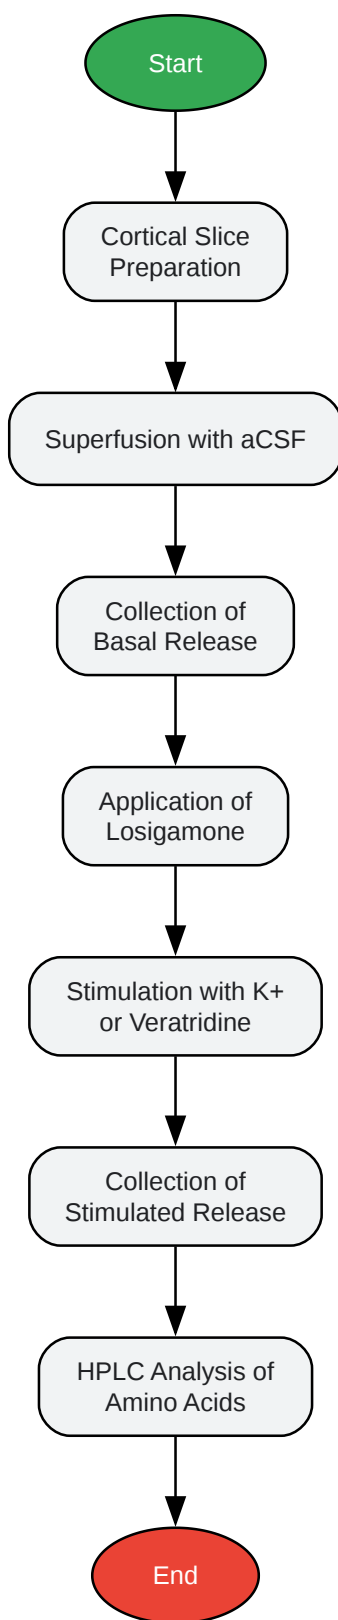 Start
Cortical Slice
Preparation
Superfusion with aCSF
Collection of
Basal Release
Application of
Losigamone
Stimulation with K+
or Veratridine
Collection of
Stimulated Release
HPLC Analysis of
Amino Acids
End